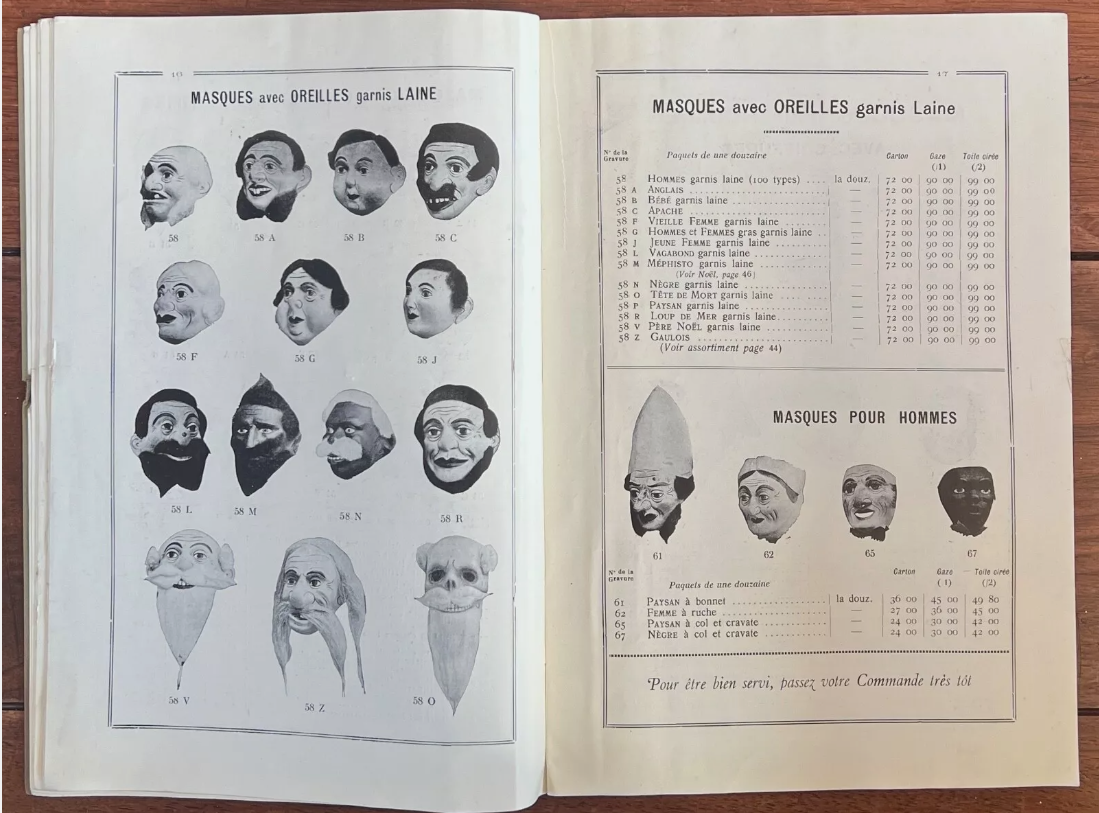 MASQUES avec OREILLES garnis LAINE
58 58 A 58 B 58 C
58 F 58 G 58 J
58 L 58 M 58 N 58 R
58 V 58 Z 58 O
17
MASQUES avec OREILLES garnis Laine
N° de la Gravure Paquets de une douzaine Carton Gaze (/1) Toile cirée (/2)
58 HOMMES garnis laine (100 types) .... la douz. 72 00 90 00 99 00
58 A ANGLAIS — 72 00 90 00 99 00
58 B BÉBÉ garnis laine — 72 00 90 00 99 00
58 C APACHE — 72 00 90 00 99 00
58 F VIEILLE FEMME garnis laine — 72 00 90 00 99 00
58 G HOMMES et FEMMES gras garnis laine .. — 72 00 90 00 99 00
58 J JEUNE FEMME garnis laine — 72 00 90 00 99 00
58 L VAGABOND garnis laine — 72 00 90 00 99 00
58 M MÉPHISTO garnis laine — 72 00 90 00 99 00
(Voir Noël, page 46)
58 N NÈGRE garnis laine — 72 00 90 00 99 00
58 O TÊTE DE MORT garnis laine — 72 00 90 00 99 00
58 P PAYSAN garnis laine — 72 00 90 00 99 00
58 R LOUP DE MER garnis laine — 72 00 90 00 99 00
58 V PÈRE NOËL garnis laine — 72 00 90 00 99 00
58 Z GAULOIS — 72 00 90 00 99 00
(Voir assortiment page 44)
MASQUES POUR HOMMES
61 62 65 67
N° de la Gravure Paquets de une douzaine Carton Gaze (/1) Toile cirée (/2)
61 PAYSAN à bonnet la douz. 36 00 45 00 49 80
62 FEMME à ruche — 27 00 36 00 45 00
65 PAYSAN à col et cravate — 24 00 30 00 42 00
67 NÈGRE à col et cravate — 24 00 30 00 42 00
Pour être bien servi, passez votre Commande très tôt